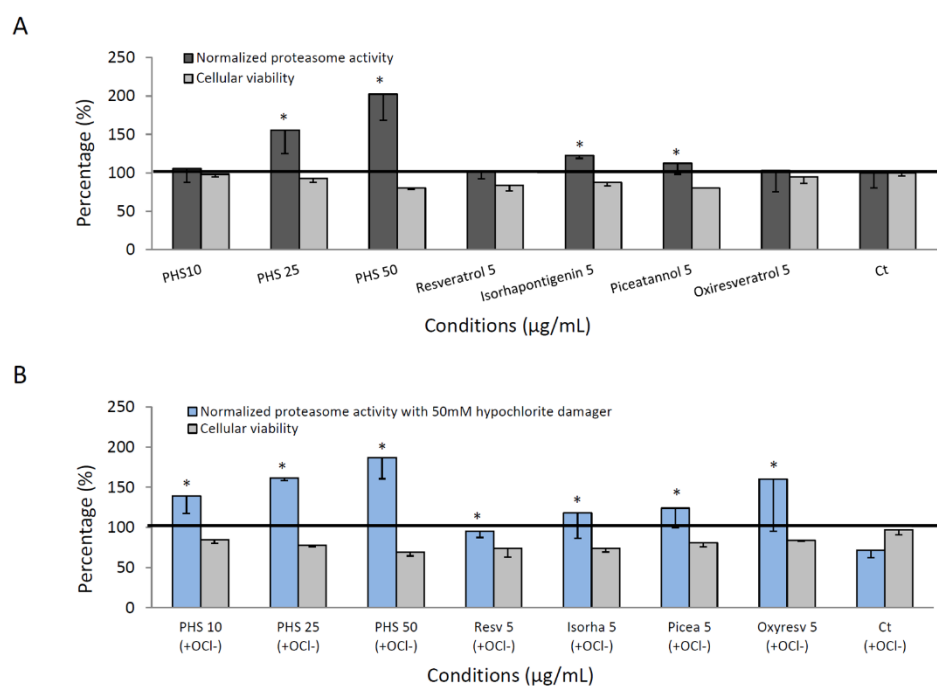 A
Normalized proteasome activity
Cellular viability
Percentage (%)
250
200
150
100
50
0
*
*
*
*
PHS10
PHS 25
PHS 50
Resveratrol 5
Isorhapontigenin 5
Piceatannol 5
Oxiresveratrol 5
Ct
Conditions (µg/mL)
B
Normalized proteasome activity with 50mM hypochlorite damager
Cellular viability
Percentage (%)
250
200
150
100
50
0
*
*
*
*
*
*
*
PHS 10
(+OCl-)
PHS 25
(+OCl-)
PHS 50
(+OCl-)
Resv 5
(+OCl-)
Isorha 5
(+OCl-)
Picea 5
(+OCl-)
Oxyresv 5
(+OCl-)
Ct
(+OCl-)
Conditions (µg/mL)